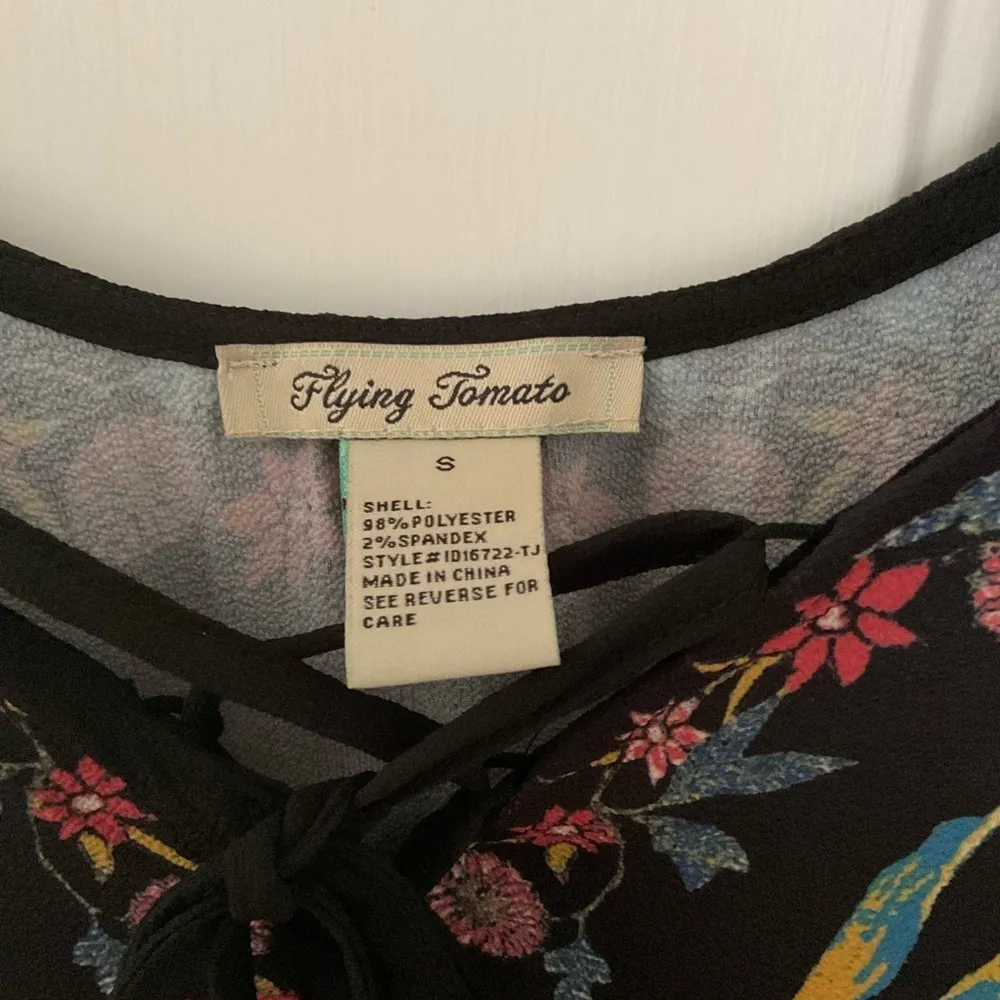 Flying Tomato
S
SHELL:
98% POLYESTER
2% SPANDEX
STYLE# ID16722-TJ
MADE IN CHINA
SEE REVERSE FOR
CARE